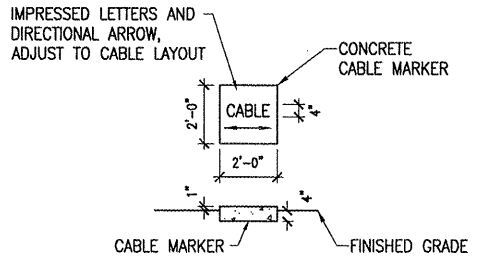 IMPRESSED LETTERS AND
DIRECTIONAL ARROW,
ADJUST TO CABLE LAYOUT
CONCRETE
CABLE MARKER
CABLE
2'-0"
4"
2'-0"
1"
4"
CABLE MARKER
FINISHED GRADE